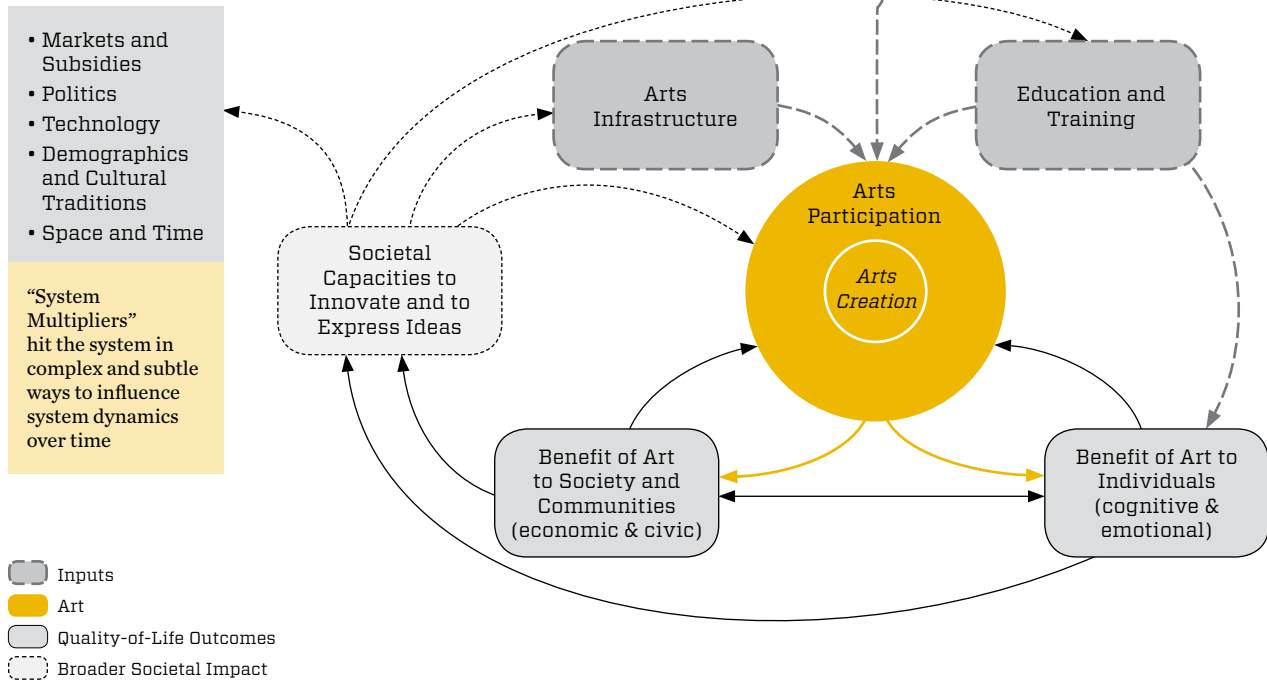 • Markets and
Subsidies
• Politics
• Technology
• Demographics
and Cultural
Traditions
• Space and Time
“System
Multipliers”
hit the system in
complex and subtle
ways to influence
system dynamics
over time
Arts
Infrastructure
Education and
Training
Arts
Participation
Arts
Creation
Societal
Capacities to
Innovate and to
Express Ideas
Benefit of Art
to Society and
Communities
(economic & civic)
Benefit of Art to
Individuals
(cognitive &
emotional)
Inputs
Art
Quality-of-Life Outcomes
Broader Societal Impact